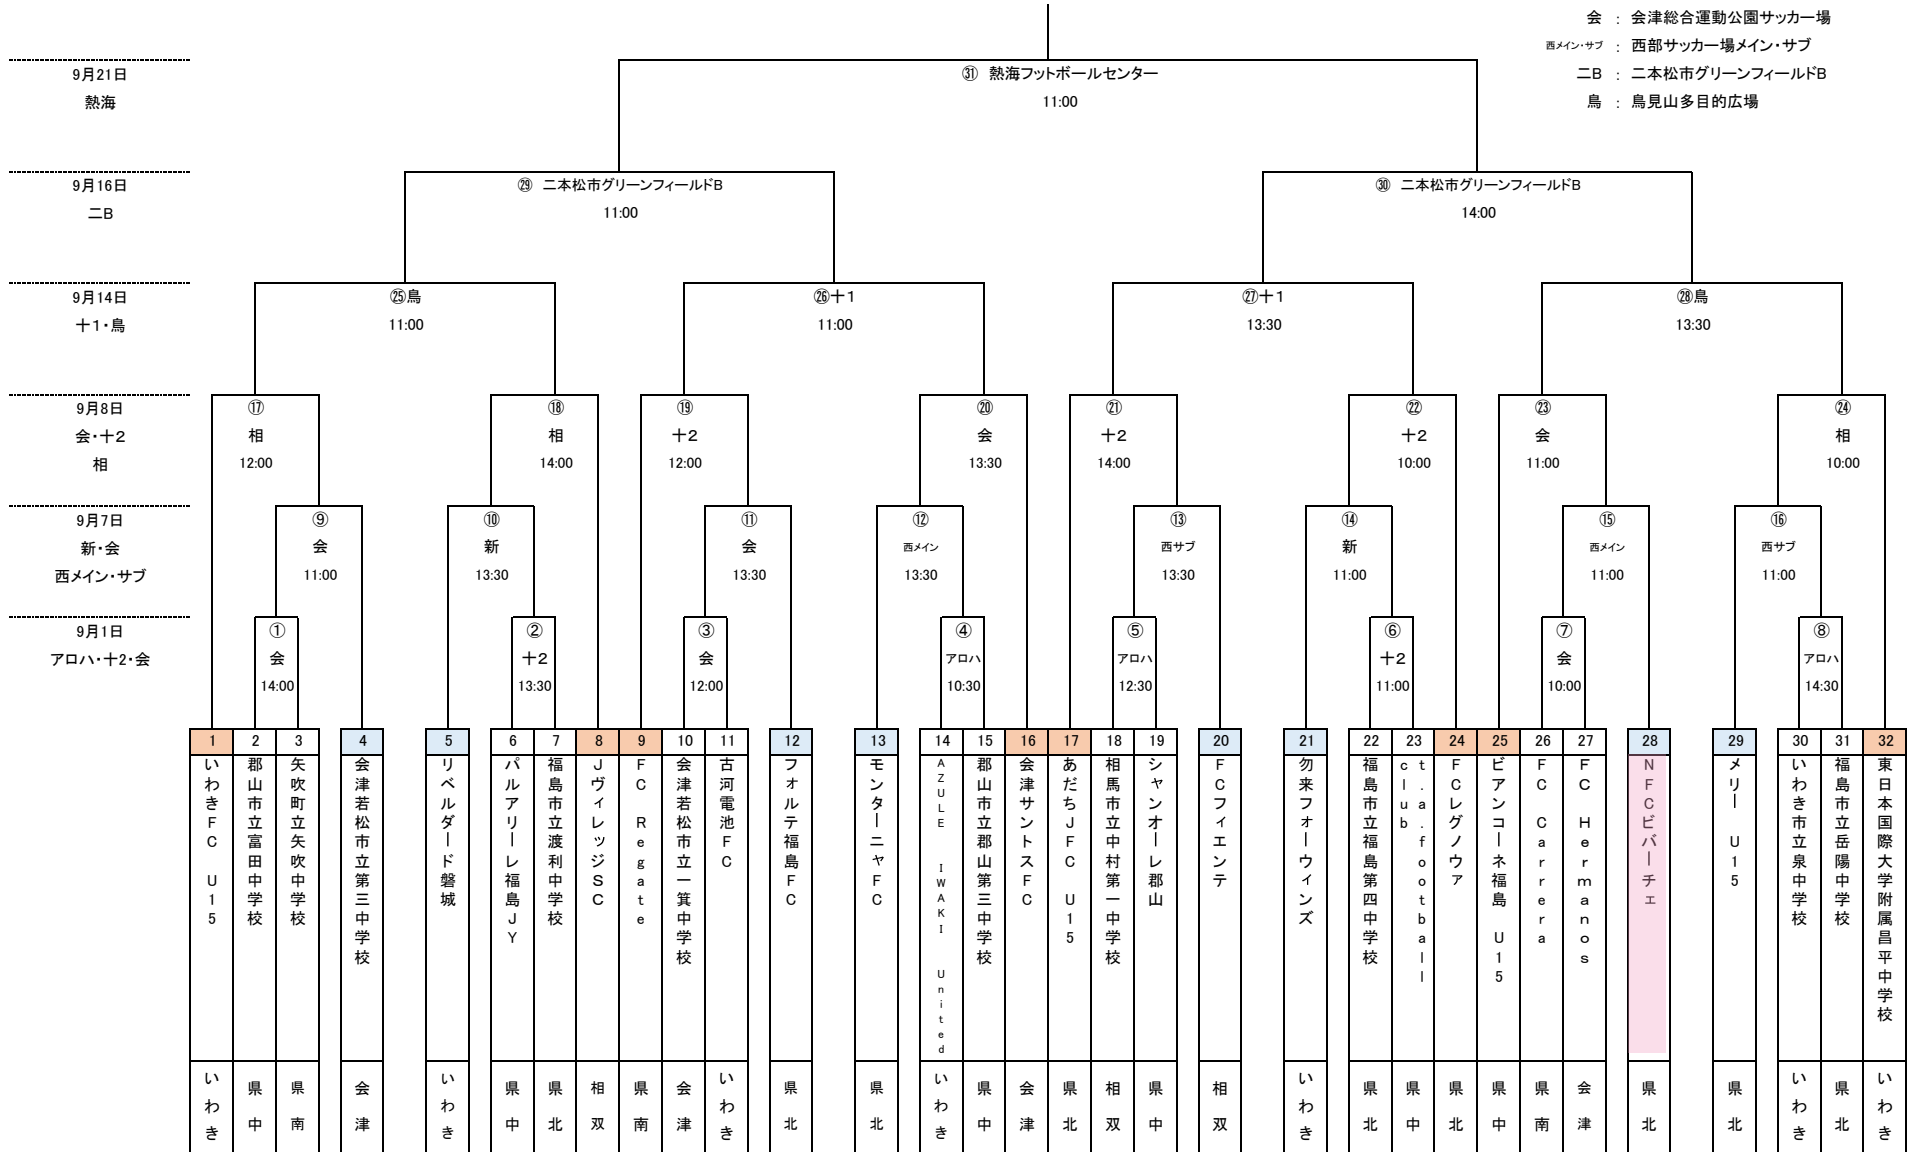 会 : 会津総合運動公園サッカー場
西メイン・サブ : 西部サッカー場メイン・サブ
二B : 二本松市グリーンフィールドB
鳥 : 鳥見山多目的広場
9月21日
熱海
㉛ 熱海フットボールセンター
11:00
9月16日
二B
㉙ 二本松市グリーンフィールドB
11:00
㉚ 二本松市グリーンフィールドB
14:00
9月14日
十1・鳥
㉕鳥
11:00
㉖十1
11:00
㉗十1
13:30
㉘鳥
13:30
9月8日
会・十2
相
⑰
相
12:00
⑱
相
14:00
⑲
十2
12:00
⑳
会
13:30
㉑
十2
14:00
㉒
十2
10:00
㉓
会
11:00
㉔
相
10:00
9月7日
新・会
西メイン・サブ
⑨
会
11:00
⑩
新
13:30
⑪
会
13:30
⑫
西メイン
13:30
⑬
西サブ
13:30
⑭
新
11:00
⑮
西メイン
11:00
⑯
西サブ
11:00
9月1日
アロハ・十2・会
①
会
14:00
②
十2
13:30
③
会
12:00
④
アロハ
10:30
⑤
アロハ
12:30
⑥
十2
11:00
⑦
会
10:00
⑧
アロハ
14:30
1 いわきFC U15 いわき
2 郡山市立富田中学校 県中
3 矢吹町立矢吹中学校 県南
4 会津若松市立第三中学校 会津
5 リベルダード磐城 いわき
6 パルアリーレ福島JY 県中
7 福島市立渡利中学校 県北
8 JヴィレッジSC 相双
9 FC Regate 県南
10 会津若松市立一箕中学校 会津
11 古河電池FC いわき
12 フォルテ福島FC 県北
13 モンターニャFC 県北
14 AZULE IWAKI United いわき
15 郡山市立郡山第三中学校 県中
16 会津サントスFC 会津
17 あだちJFC U15 県北
18 相馬市立中村第一中学校 相双
19 シャンオーレ郡山 県中
20 FCフィエンテ 相双
21 勿来フォーウィンズ いわき
22 福島市立福島第四中学校 県北
23 t.a.football club 県中
24 FCレグノウァ 県北
25 ビアンコーネ福島 U15 県中
26 FC Carrera 県南
27 FC Hermanos 会津
28 NFCビバーチェ 県北
29 メリー U15 県北
30 いわき市立泉中学校 いわき
31 福島市立岳陽中学校 県北
32 東日本国際大学附属昌平中学校 いわき